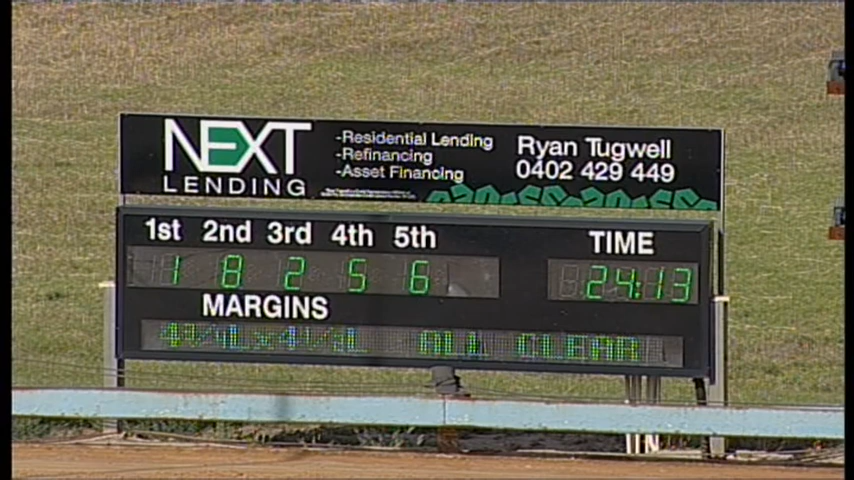 NEXT
LENDING
-Residential Lending
-Refinancing
-Asset Financing
Ryan Tugwell
0402 429 449
1st 2nd 3rd 4th 5th TIME
1 8 2 5 6 24:13
MARGINS
ALL CLEAR